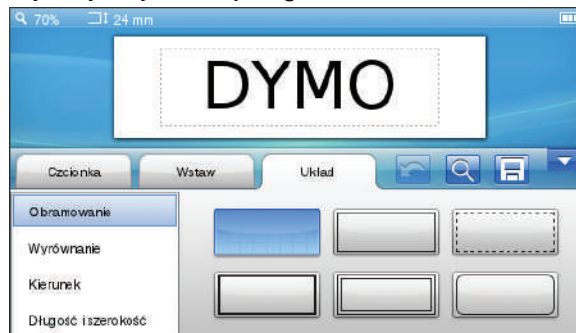 70% 24 mm
DYMO
Czcionka Wstaw Układ
Obramowanie
Wyrównanie
Kierunek
Długość i szerokość